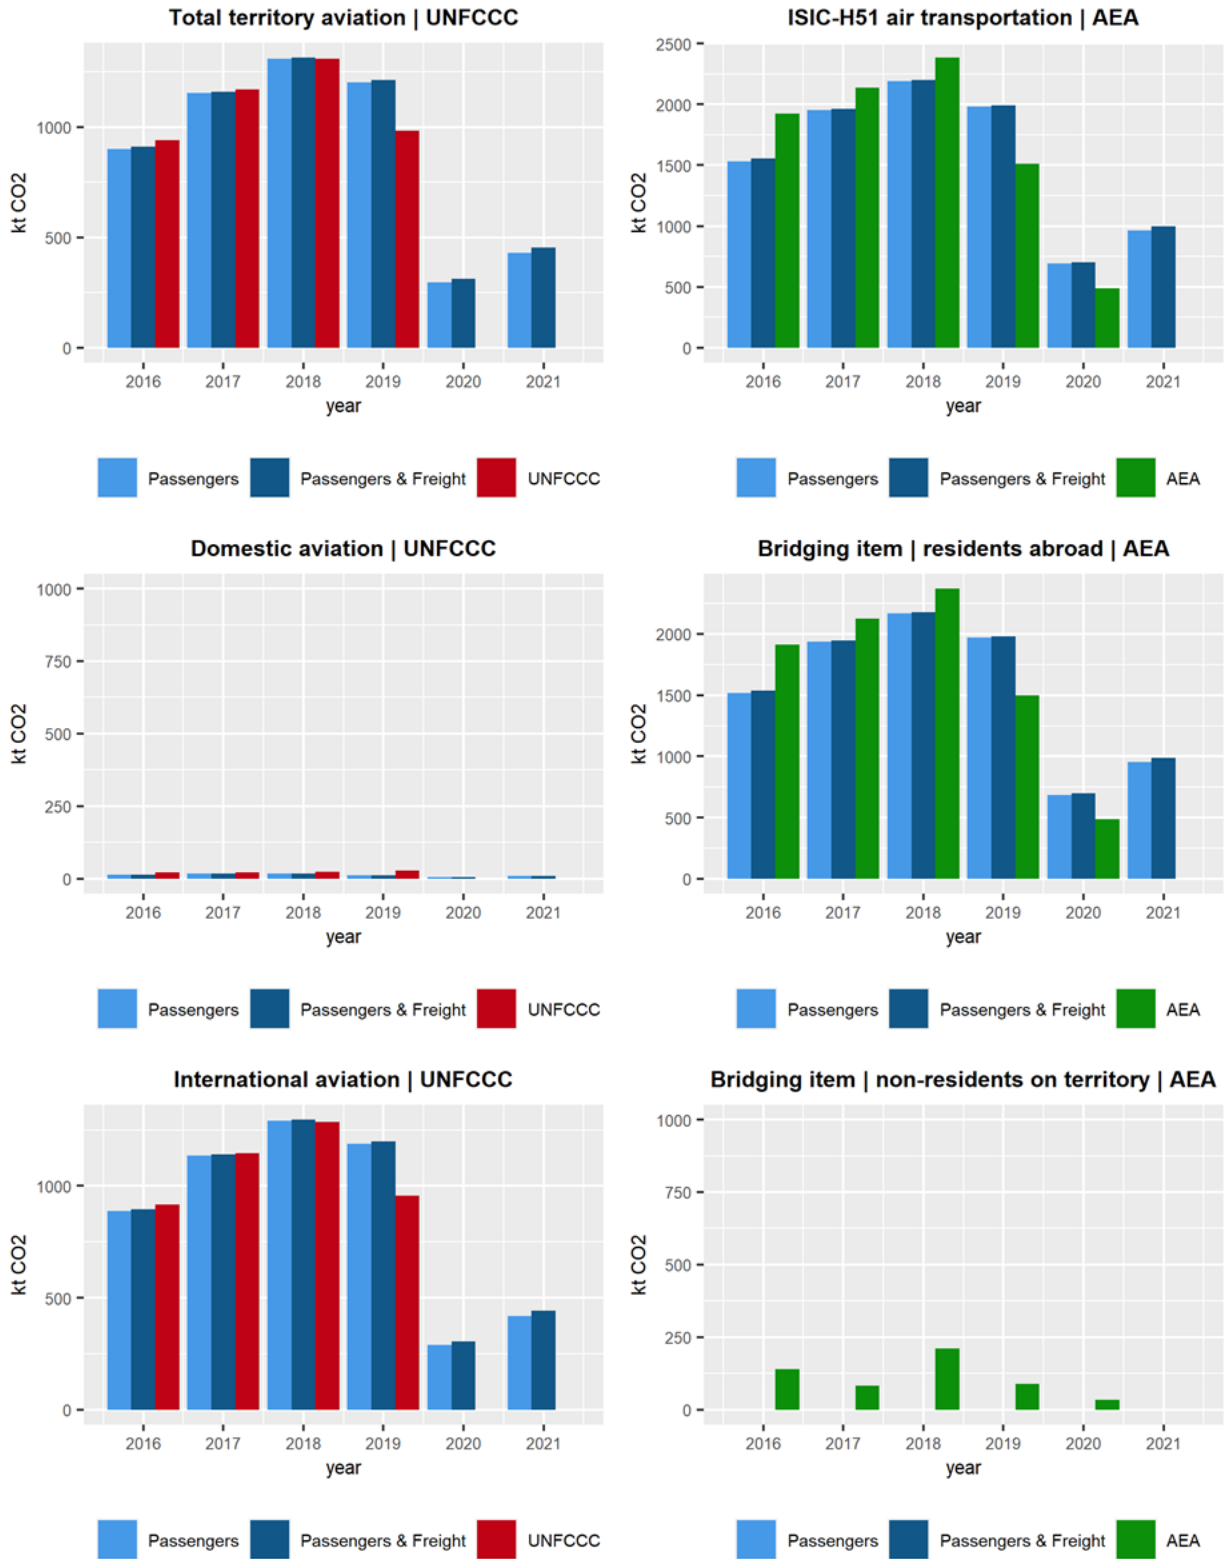 Total territory aviation | UNFCCC
kt CO2
1000
500
0
2016 2017 2018 2019 2020 2021
year
Passengers Passengers & Freight UNFCCC
ISIC-H51 air transportation | AEA
kt CO2
2500
2000
1500
1000
500
0
2016 2017 2018 2019 2020 2021
year
Passengers Passengers & Freight AEA
Domestic aviation | UNFCCC
kt CO2
1000
750
500
250
0
2016 2017 2018 2019 2020 2021
year
Passengers Passengers & Freight UNFCCC
Bridging item | residents abroad | AEA
kt CO2
2000
1500
1000
500
0
2016 2017 2018 2019 2020 2021
year
Passengers Passengers & Freight AEA
International aviation | UNFCCC
kt CO2
1000
500
0
2016 2017 2018 2019 2020 2021
year
Passengers Passengers & Freight UNFCCC
Bridging item | non-residents on territory | AEA
kt CO2
1000
750
500
250
0
2016 2017 2018 2019 2020 2021
year
Passengers Passengers & Freight AEA